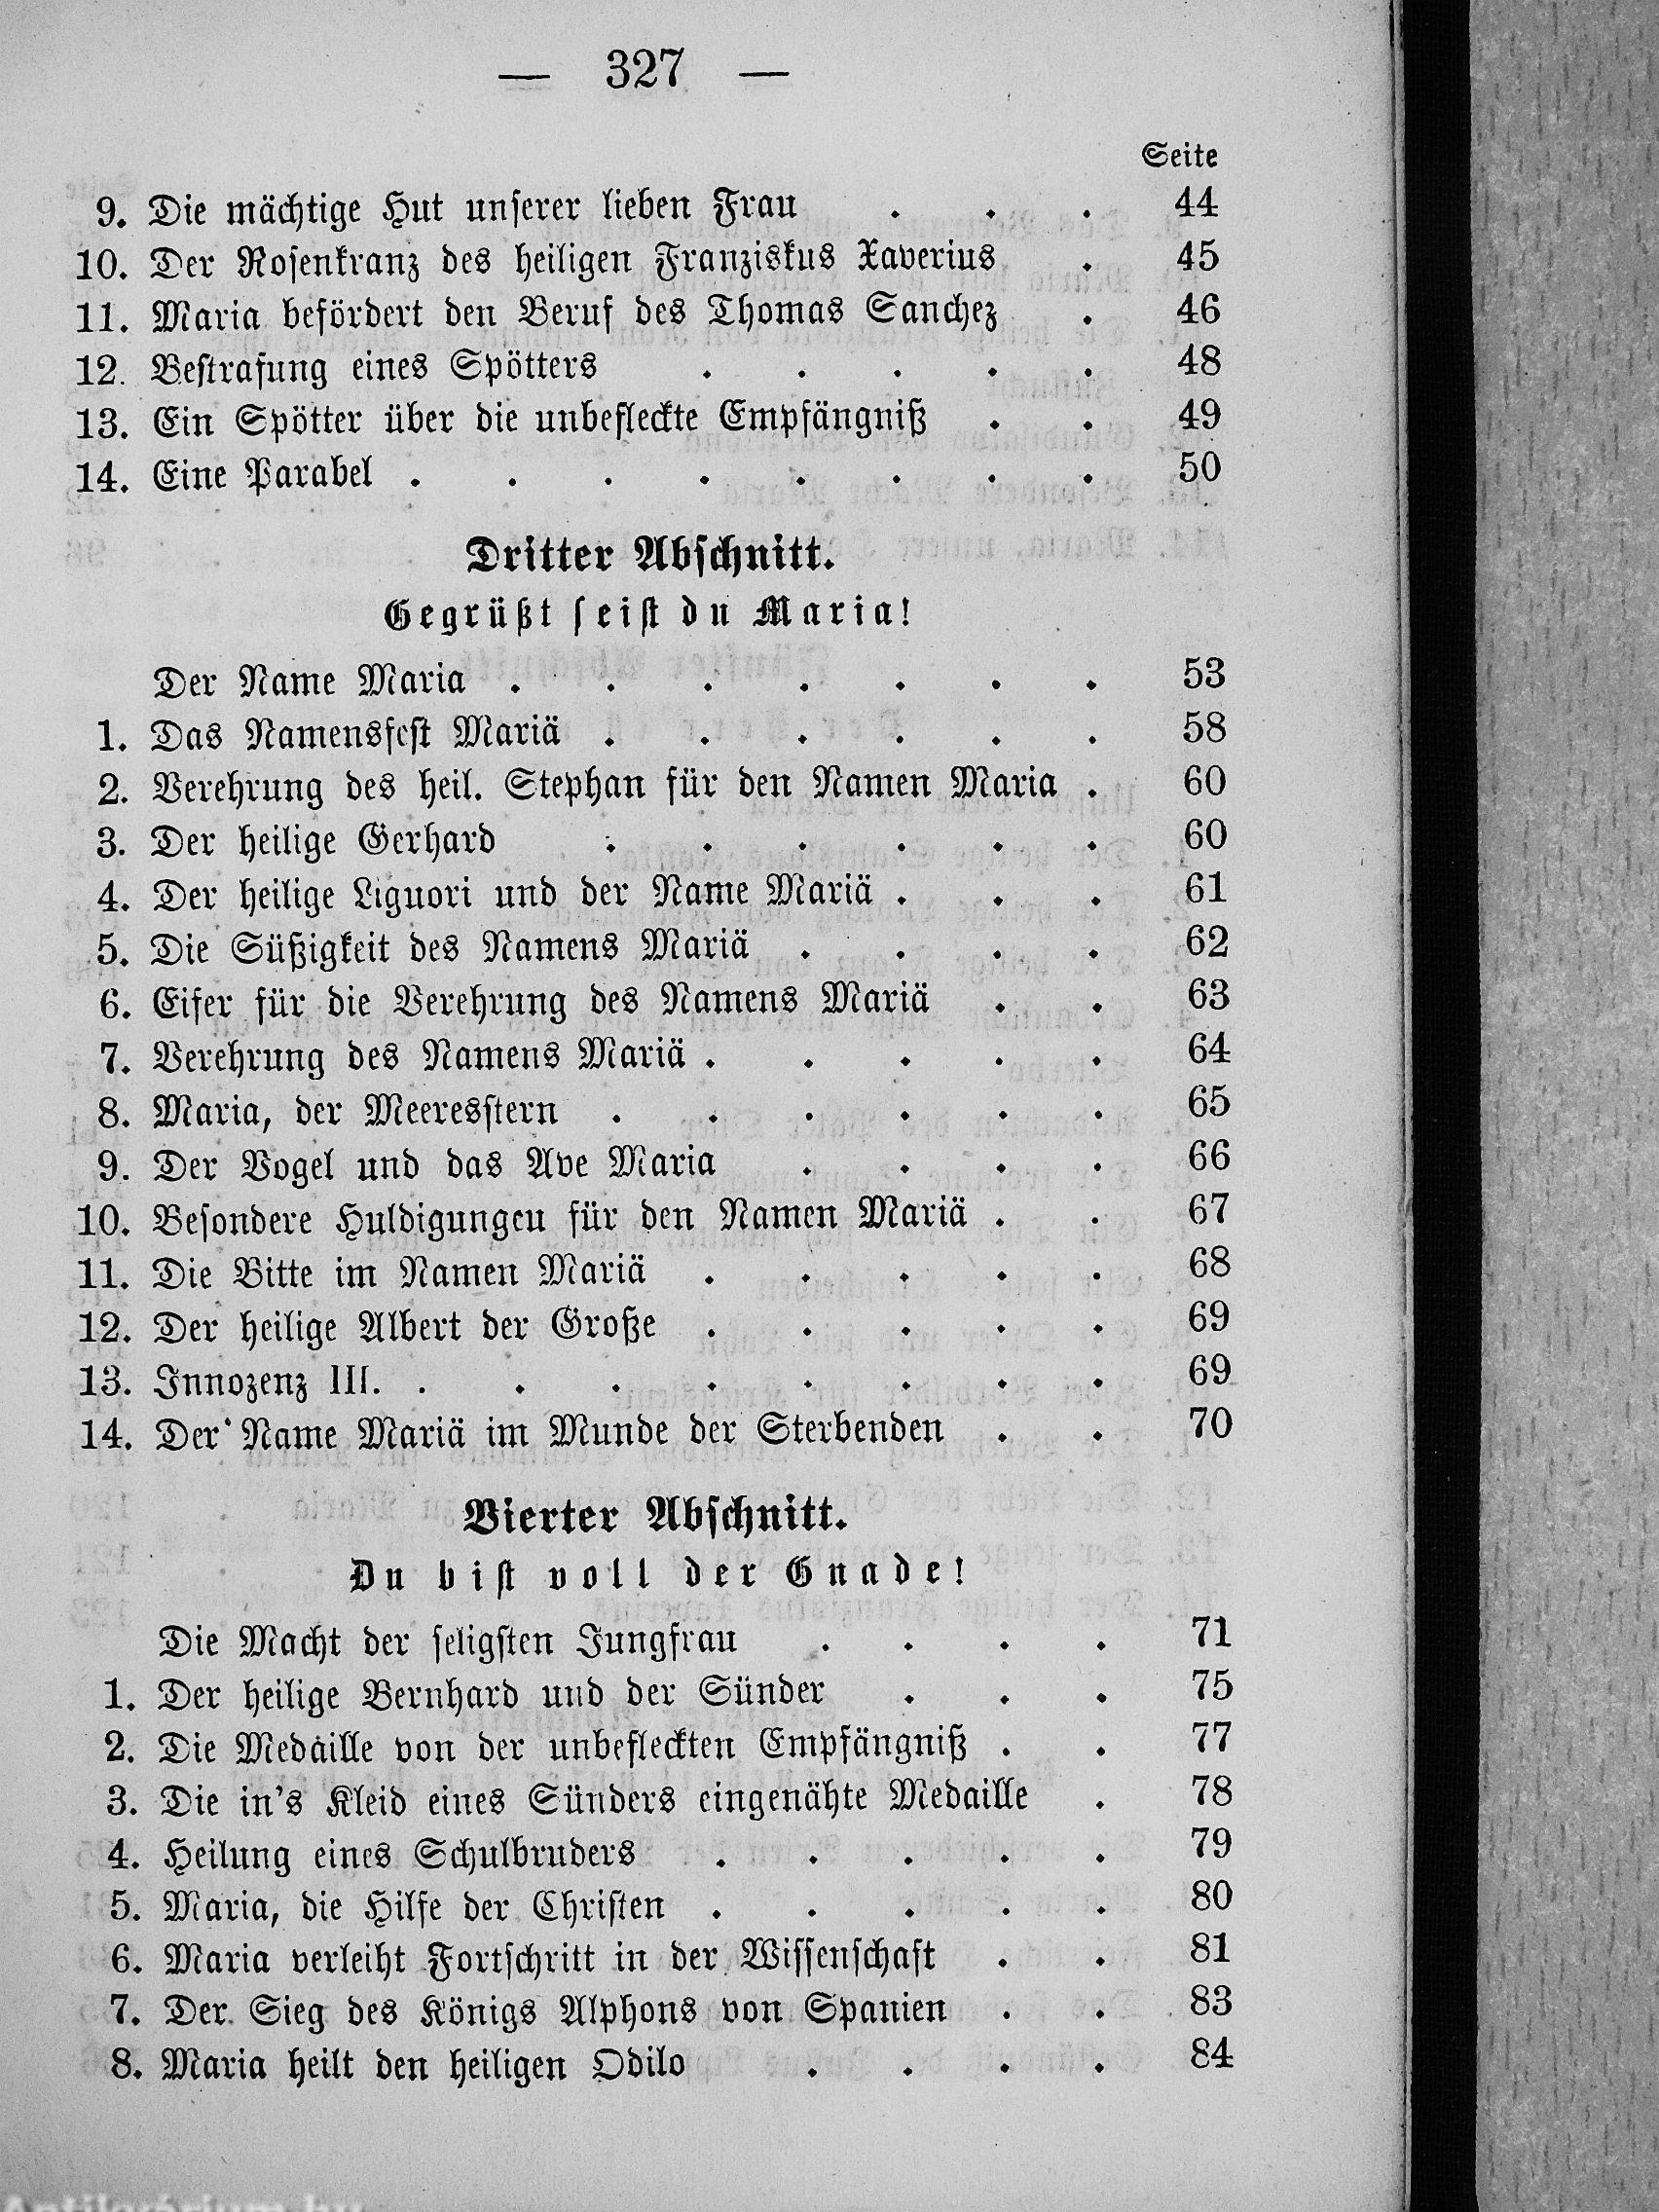 — 327 —
Seite
9. Die mächtige Hut unserer lieben Frau . . . 44
10. Der Rosenkranz des heiligen Franziskus Xaverius . 45
11. Maria befördert den Beruf des Thomas Sanchez . 46
12. Bestrafung eines Spötters . . . . . 48
13. Ein Spötter über die unbefleckte Empfängniß . . 49
14. Eine Parabel . . . . . . . . 50
Dritter Abschnitt.
Gegrüßt seist du Maria!
Der Name Maria . . . . . . . 53
1. Das Namensfest Mariä . . . . . . 58
2. Verehrung des heil. Stephan für den Namen Maria . 60
3. Der heilige Gerhard . . . . . . 60
4. Der heilige Liguori und der Name Mariä . . . 61
5. Die Süßigkeit des Namens Mariä . . . . 62
6. Eifer für die Verehrung des Namens Mariä . . 63
7. Verehrung des Namens Mariä . . . . . 64
8. Maria, der Meeresstern . . . . . . 65
9. Der Vogel und das Ave Maria . . . . 66
10. Besondere Huldigungen für den Namen Mariä . . 67
11. Die Bitte im Namen Mariä . . . . . 68
12. Der heilige Albert der Große . . . . . 69
13. Innozenz III. . . . . . . . . 69
14. Der Name Mariä im Munde der Sterbenden . . 70
Vierter Abschnitt.
Du bist voll der Gnade!
Die Macht der seligsten Jungfrau . . . . 71
1. Der heilige Bernhard und der Sünder . . . 75
2. Die Medaille von der unbefleckten Empfängniß . . 77
3. Die in's Kleid eines Sünders eingenähte Medaille . 78
4. Heilung eines Schulbruders . . . . . 79
5. Maria, die Hilfe der Christen . . . . . 80
6. Maria verleiht Fortschritt in der Wissenschaft . . 81
7. Der Sieg des Königs Alphons von Spanien . . 83
8. Maria heilt den heiligen Odilo . . . . 84